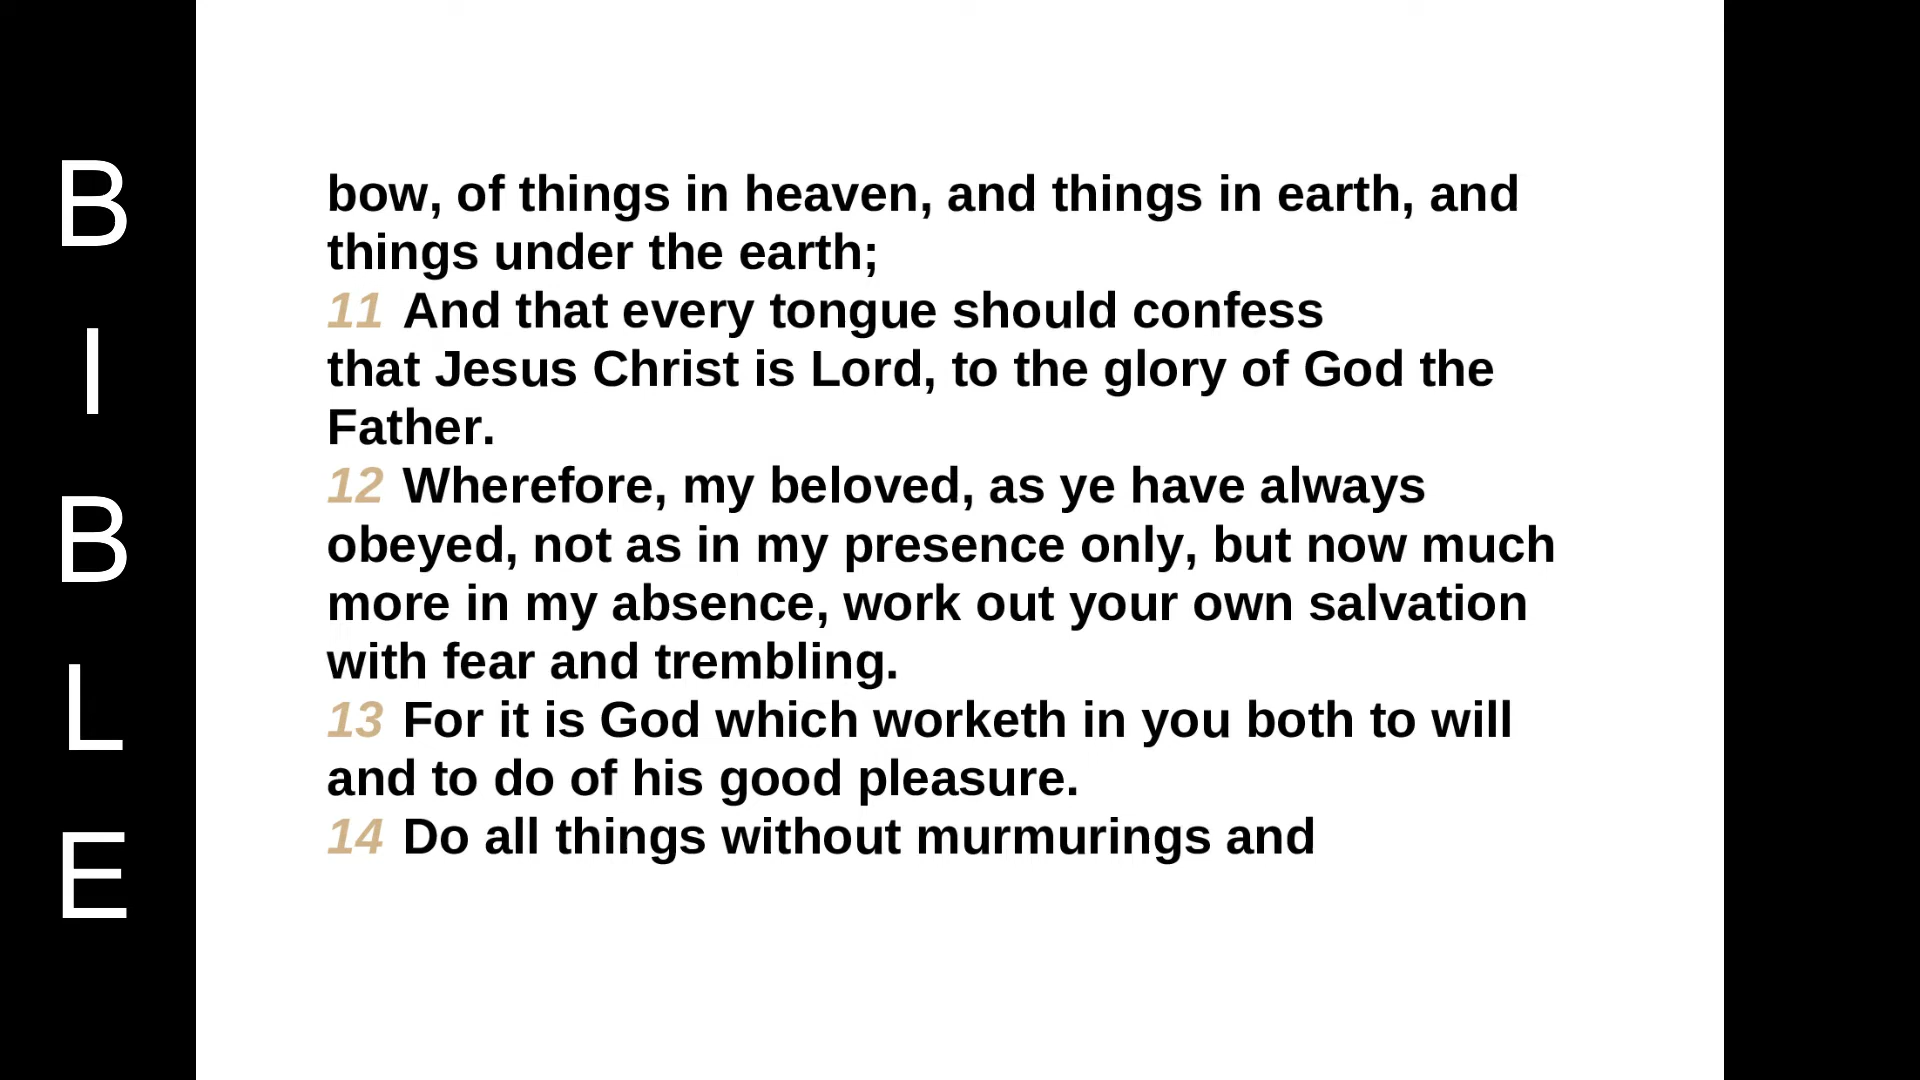 B
I
B
L
E
bow, of things in heaven, and things in earth, and
things under the earth;
11 And that every tongue should confess
that Jesus Christ is Lord, to the glory of God the
Father.
12 Wherefore, my beloved, as ye have always
obeyed, not as in my presence only, but now much
more in my absence, work out your own salvation
with fear and trembling.
13 For it is God which worketh in you both to will
and to do of his good pleasure.
14 Do all things without murmurings and